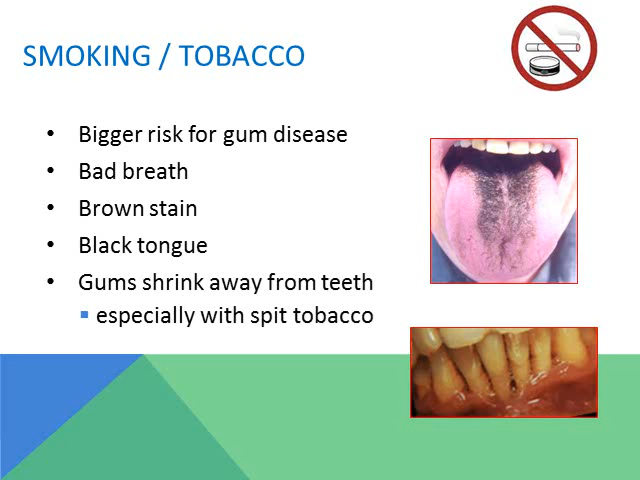 SMOKING / TOBACCO
• Bigger risk for gum disease
• Bad breath
• Brown stain
• Black tongue
• Gums shrink away from teeth
▪ especially with spit tobacco